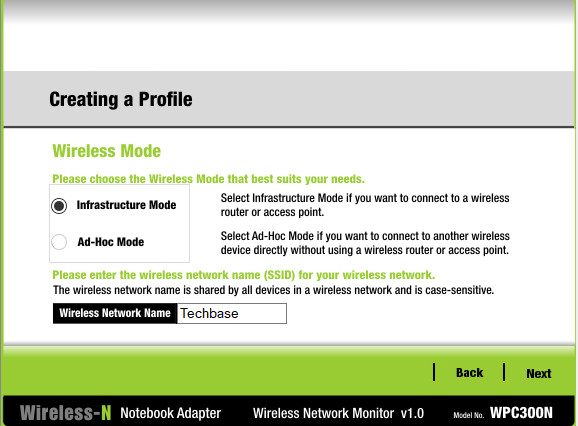 Creating a Profile
Wireless Mode
Please choose the Wireless Mode that best suits your needs.
Infrastructure Mode
Select Infrastructure Mode if you want to connect to a wireless
router or access point.
Ad-Hoc Mode
Select Ad-Hoc Mode if you want to connect to another wireless
device directly without using a wireless router or access point.
Please enter the wireless network name (SSID) for your wireless network.
The wireless network name is shared by all devices in a wireless network and is case-sensitive.
Wireless Network Name Techbase
Back Next
Wireless-N Notebook Adapter Wireless Network Monitor v1.0 Model No. WPC300N